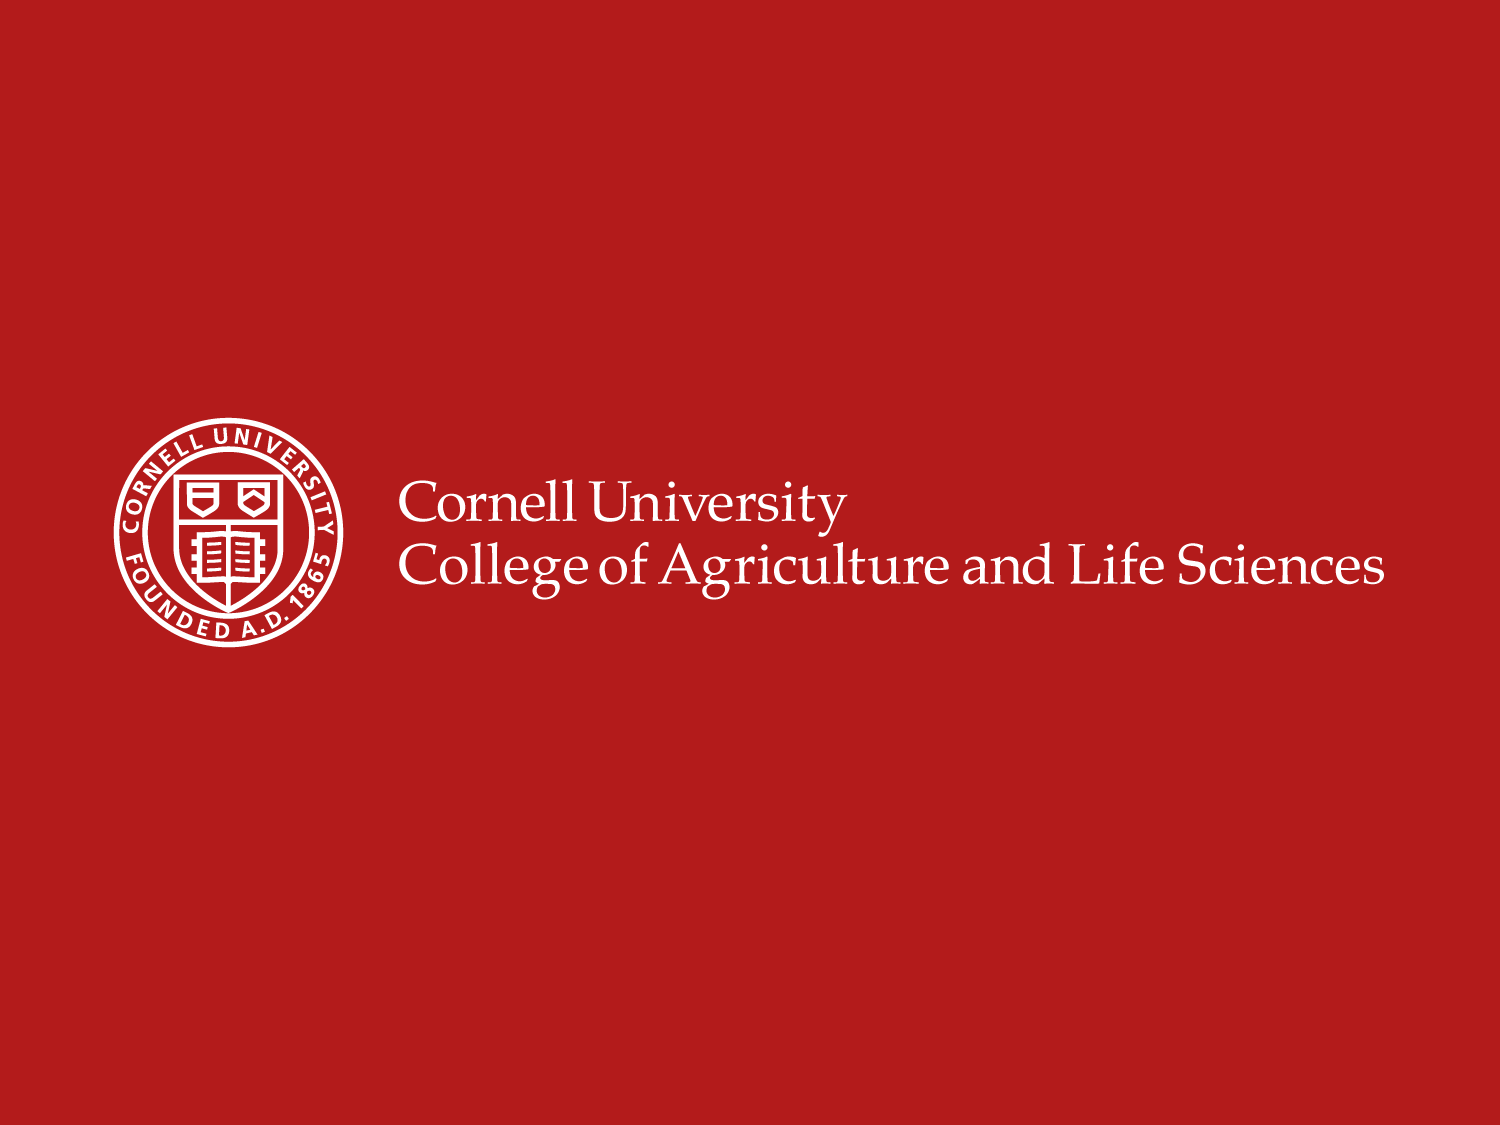 CORNELL UNIVERSITY
FOUNDED A.D. 1865
Cornell University
College of Agriculture and Life Sciences